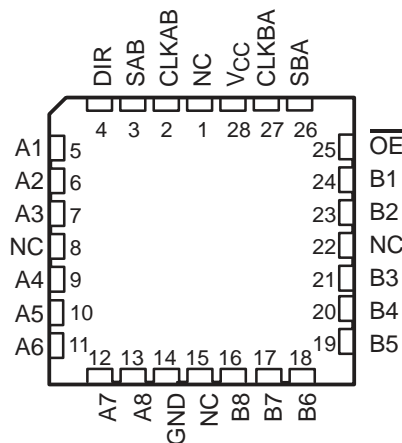 DIR SAB CLKAB NC VCC CLKBA SBA
4 3 2 1 28 27 26
A1 5 25 OE
A2 6 24 B1
A3 7 23 B2
NC 8 22 NC
A4 9 21 B3
A5 10 20 B4
A6 11 19 B5
12 13 14 15 16 17 18
A7 A8 GND NC B8 B7 B6